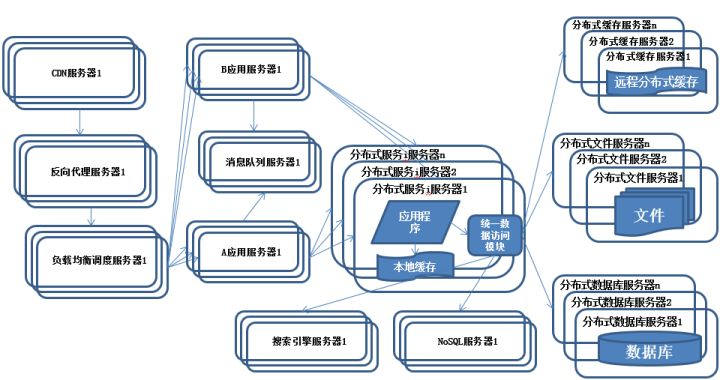 CDN服务器1
反向代理服务器1
负载均衡调度服务器1
B应用服务器1
消息队列服务器1
A应用服务器1
分布式服务i服务器n
分布式服务i服务器2
分布式服务i服务器1
应用程
序
本地缓存
统一数
据访问
模块
搜索引擎服务器1
NoSQL服务器1
分布式缓存服务器n
分布式缓存服务器2
分布式缓存服务器1
远程分布式缓存
分布式文件服务器n
分布式文件服务器2
分布式文件服务器1
文件
分布式数据库服务器n
分布式数据库服务器2
分布式数据库服务器1
数据库